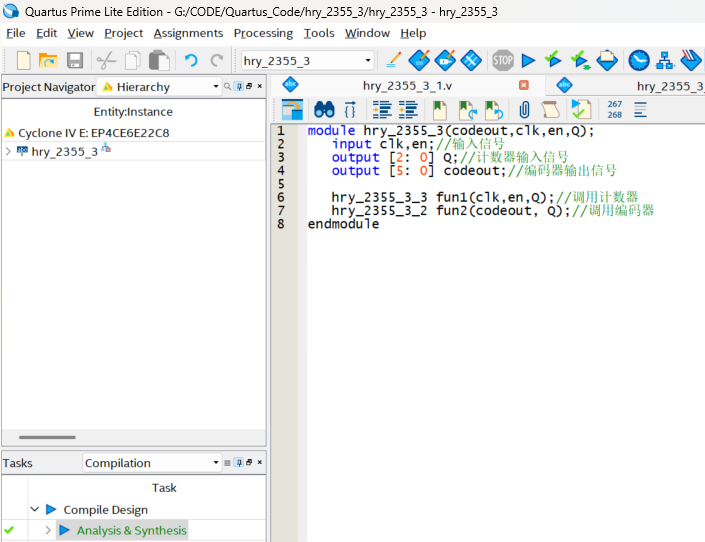 Quartus Prime Lite Edition - G:/CODE/Quartus_Code/hry_2355_3/hry_2355_3 - hry_2355_3
File Edit View Project Assignments Processing Tools Window Help
hry_2355_3
STOP
Project Navigator Hierarchy
abc hry_2355_3_1.v abc hry_2355_3_
Entity:Instance
267
268
Cyclone IV E: EP4CE6E22C8
hry_2355_3
1 module hry_2355_3(codeout,clk,en,Q);
2 input clk,en;//输入信号
3 output [2: 0] Q;//计数器输入信号
4 output [5: 0] codeout;//编码器输出信号
5
6 hry_2355_3_3 fun1(clk,en,Q);//调用计数器
7 hry_2355_3_2 fun2(codeout, Q);//调用编码器
8 endmodule
Tasks Compilation
Task
Compile Design
Analysis & Synthesis